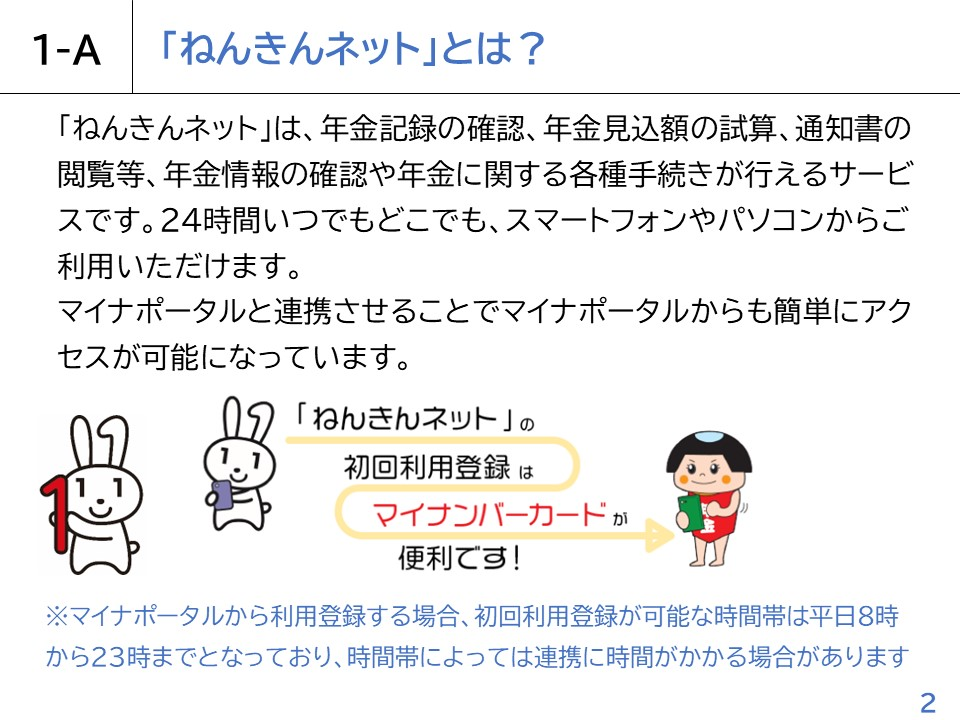 1-A
「ねんきんネット」とは？
「ねんきんネット」は、年金記録の確認、年金見込額の試算、通知書の
閲覧等、年金情報の確認や年金に関する各種手続きが行えるサービ
スです。24時間いつでもどこでも、スマートフォンやパソコンからご
利用いただけます。
マイナポータルと連携させることでマイナポータルからも簡単にアク
セスが可能になっています。
1
「ねんきんネット」の
初回利用登録は
マイナンバーカードが
便利です！
金
※マイナポータルから利用登録する場合、初回利用登録が可能な時間帯は平日8時
から23時までとなっており、時間帯によっては連携に時間がかかる場合があります
2